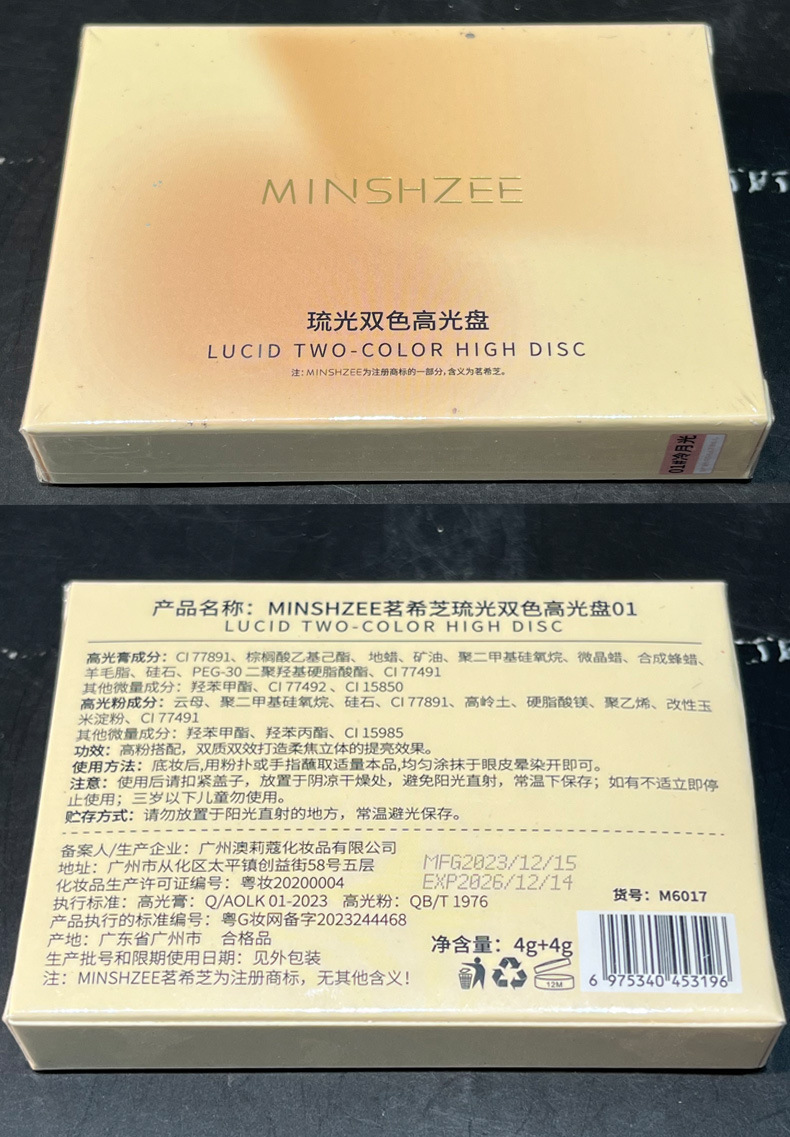 MINSHZEE
琉光双色高光盘
LUCID TWO-COLOR HIGH DISC
注：MINSHZEE为注册商标的一部分，含义为茗希芝。
01#冷月光
产品名称：MINSHZEE茗希芝琉光双色高光盘01
LUCID TWO-COLOR HIGH DISC
高光膏成分：CI 77891、棕榈酸乙基己酯、 地蜡、矿油、聚二甲基硅氧烷、微晶蜡、合成蜂蜡、
羊毛脂、硅石、PEG-30 二聚羟基硬脂酸酯、CI 77491
其他微量成分：羟苯甲酯、CI 77492 、CI 15850
高光粉成分：云母、聚二甲基硅氧烷、硅石、CI 77891、高岭土、硬脂酸镁、聚乙烯、改性玉
米淀粉、CI 77491
其他微量成分：羟苯甲酯、羟苯丙酯、CI 15985
功效：高粉搭配，双质双效打造柔焦立体的提亮效果。
使用方法：底妆后,用粉扑或手指蘸取适量本品,均匀涂抹于眼皮晕染开即可。
注意：使用后请扣紧盖子，放置于阴凉干燥处，避免阳光直射，常温下保存；如有不适立即停
止使用；三岁以下儿童勿使用。
贮存方式：请勿放置于阳光直射的地方，常温避光保存。
备案人/生产企业：广州澳莉蔻化妆品有限公司
地址：广州市从化区太平镇创益街58号五层
化妆品生产许可证编号：粤妆20200004
执行标准：高光膏：Q/AOLK 01-2023 高光粉：QB/T 1976
产品执行的标准编号：粤G妆网备字2023244468
产地：广东省广州市 合格品
生产批号和限期使用日期：见外包装
注：MINSHZEE茗希芝为注册商标，无其他含义！
MFG2023/12/15
EXP2026/12/14
货号：M6017
净含量：4g+4g
12M
6 975340 453196